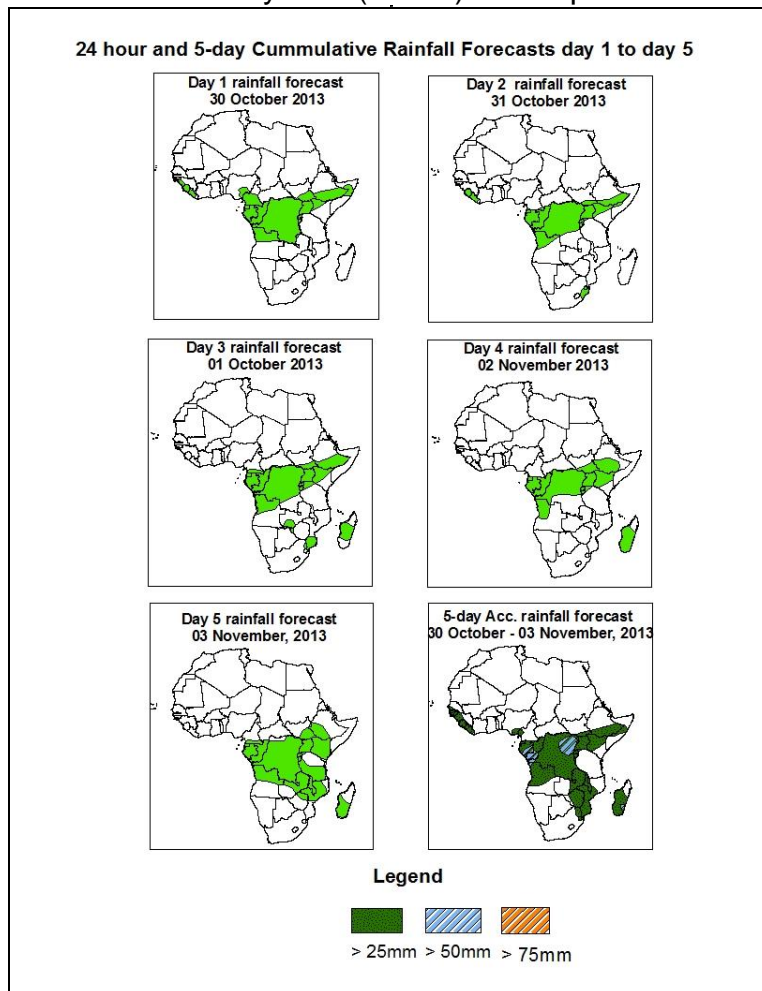 24 hour and 5-day Cummulative Rainfall Forecasts day 1 to day 5
Day 1 rainfall forecast
30 October 2013
Day 2 rainfall forecast
31 October 2013
Day 3 rainfall forecast
01 October 2013
Day 4 rainfall forecast
02 November 2013
Day 5 rainfall forecast
03 November, 2013
5-day Acc. rainfall forecast
30 October - 03 November, 2013
Legend
> 25mm > 50mm > 75mm